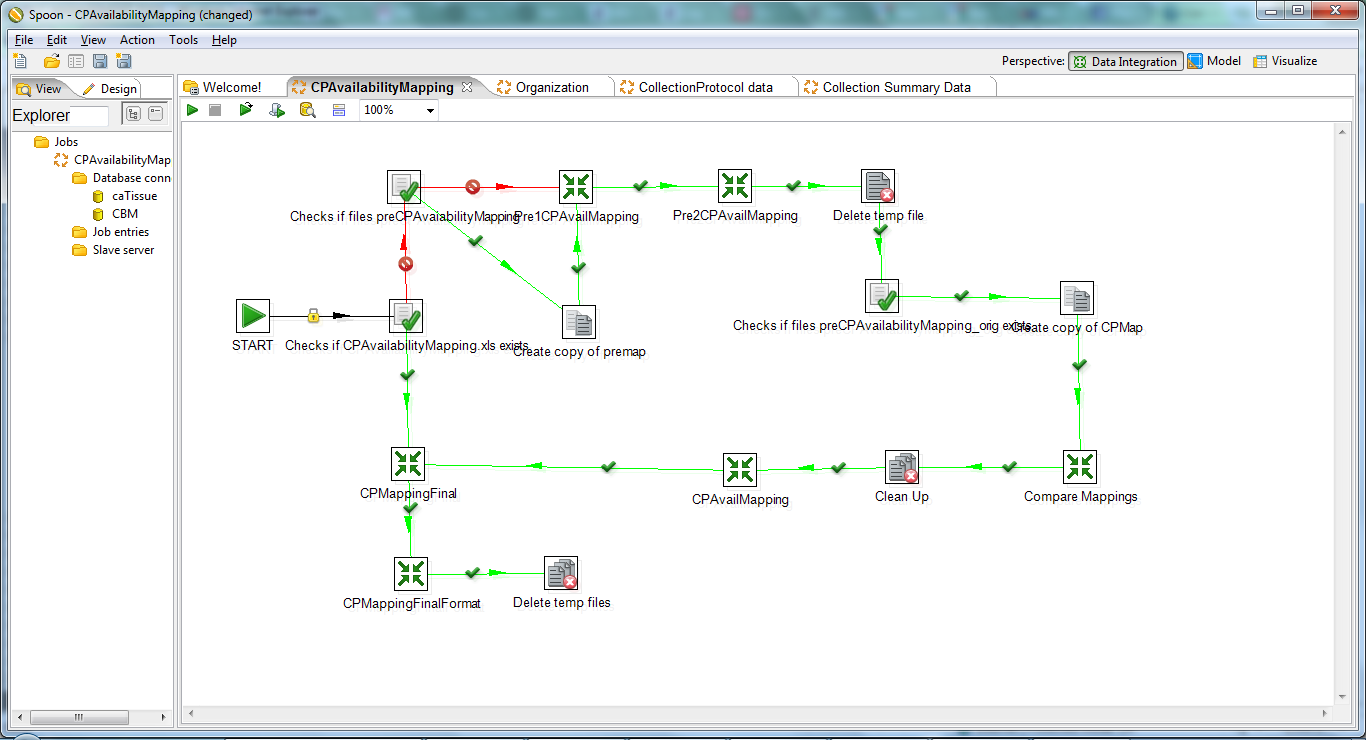 Spoon - CPAvailabilityMapping (changed)
File Edit View Action Tools Help
Perspective: Data Integration Model Visualize
View Design
Welcome! CPAvailabilityMapping Organization CollectionProtocol data Collection Summary Data
Explorer
100%
Jobs
CPAvailabilityMap
Database conn
caTissue
CBM
Job entries
Slave server
Checks if files preCPAvaialabilityMapping
Pre1CPAvailMapping
Pre2CPAvailMapping
Delete temp file
Checks if files preCPAvailabilityMapping_orig exists
Create copy of CPMap
START
Checks if CPAvailabilityMapping.xls exists
Create copy of premap
CPMappingFinal
CPAvailMapping
Clean Up
Compare Mappings
CPMappingFinalFormat
Delete temp files